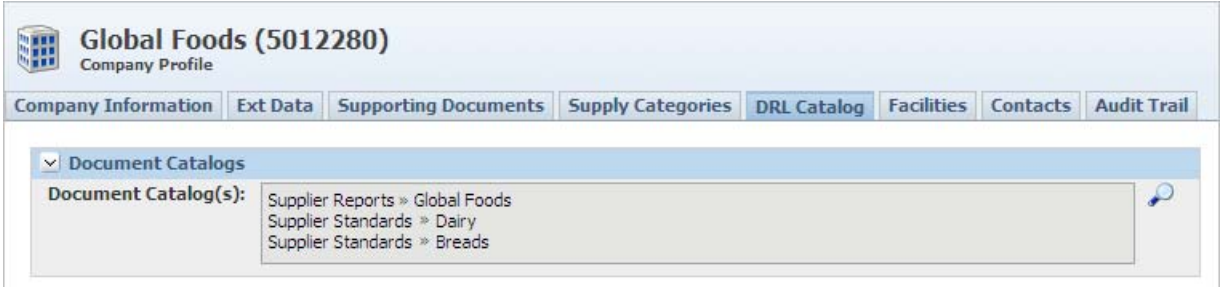 Global Foods (5012280)
Company Profile
Company Information Ext Data Supporting Documents Supply Categories DRL Catalog Facilities Contacts Audit Trail
Document Catalogs
Document Catalog(s):
Supplier Reports » Global Foods
Supplier Standards » Dairy
Supplier Standards » Breads